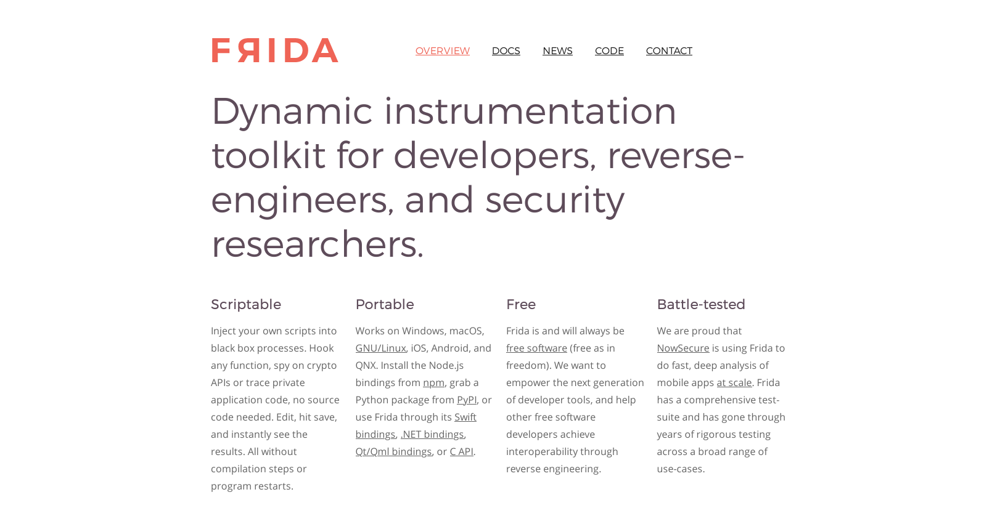 FЯIDA
OVERVIEW DOCS NEWS CODE CONTACT
Dynamic instrumentation
toolkit for developers, reverse-
engineers, and security
researchers.
Scriptable
Inject your own scripts into
black box processes. Hook
any function, spy on crypto
APIs or trace private
application code, no source
code needed. Edit, hit save,
and instantly see the
results. All without
compilation steps or
program restarts.
Portable
Works on Windows, macOS,
GNU/Linux, iOS, Android, and
QNX. Install the Node.js
bindings from npm, grab a
Python package from PyPI, or
use Frida through its Swift
bindings, .NET bindings,
Qt/Qml bindings, or C API.
Free
Frida is and will always be
free software (free as in
freedom). We want to
empower the next generation
of developer tools, and help
other free software
developers achieve
interoperability through
reverse engineering.
Battle-tested
We are proud that
NowSecure is using Frida to
do fast, deep analysis of
mobile apps at scale. Frida
has a comprehensive test-
suite and has gone through
years of rigorous testing
across a broad range of
use-cases.